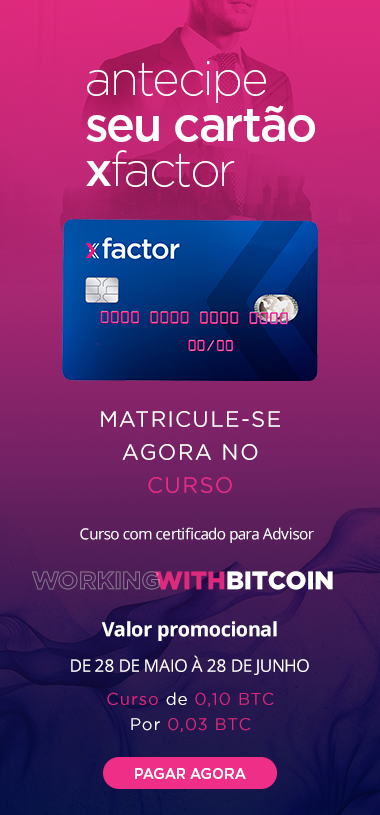 antecipe
seu cartão
xfactor
xfactor
0000 0000 0000 0000
00/00
MATRICULE-SE
AGORA NO
CURSO
Curso com certificado para Advisor
WORKINGWITHBITCOIN
Valor promocional
DE 28 DE MAIO À 28 DE JUNHO
Curso de 0,10 BTC
Por 0,03 BTC
PAGAR AGORA